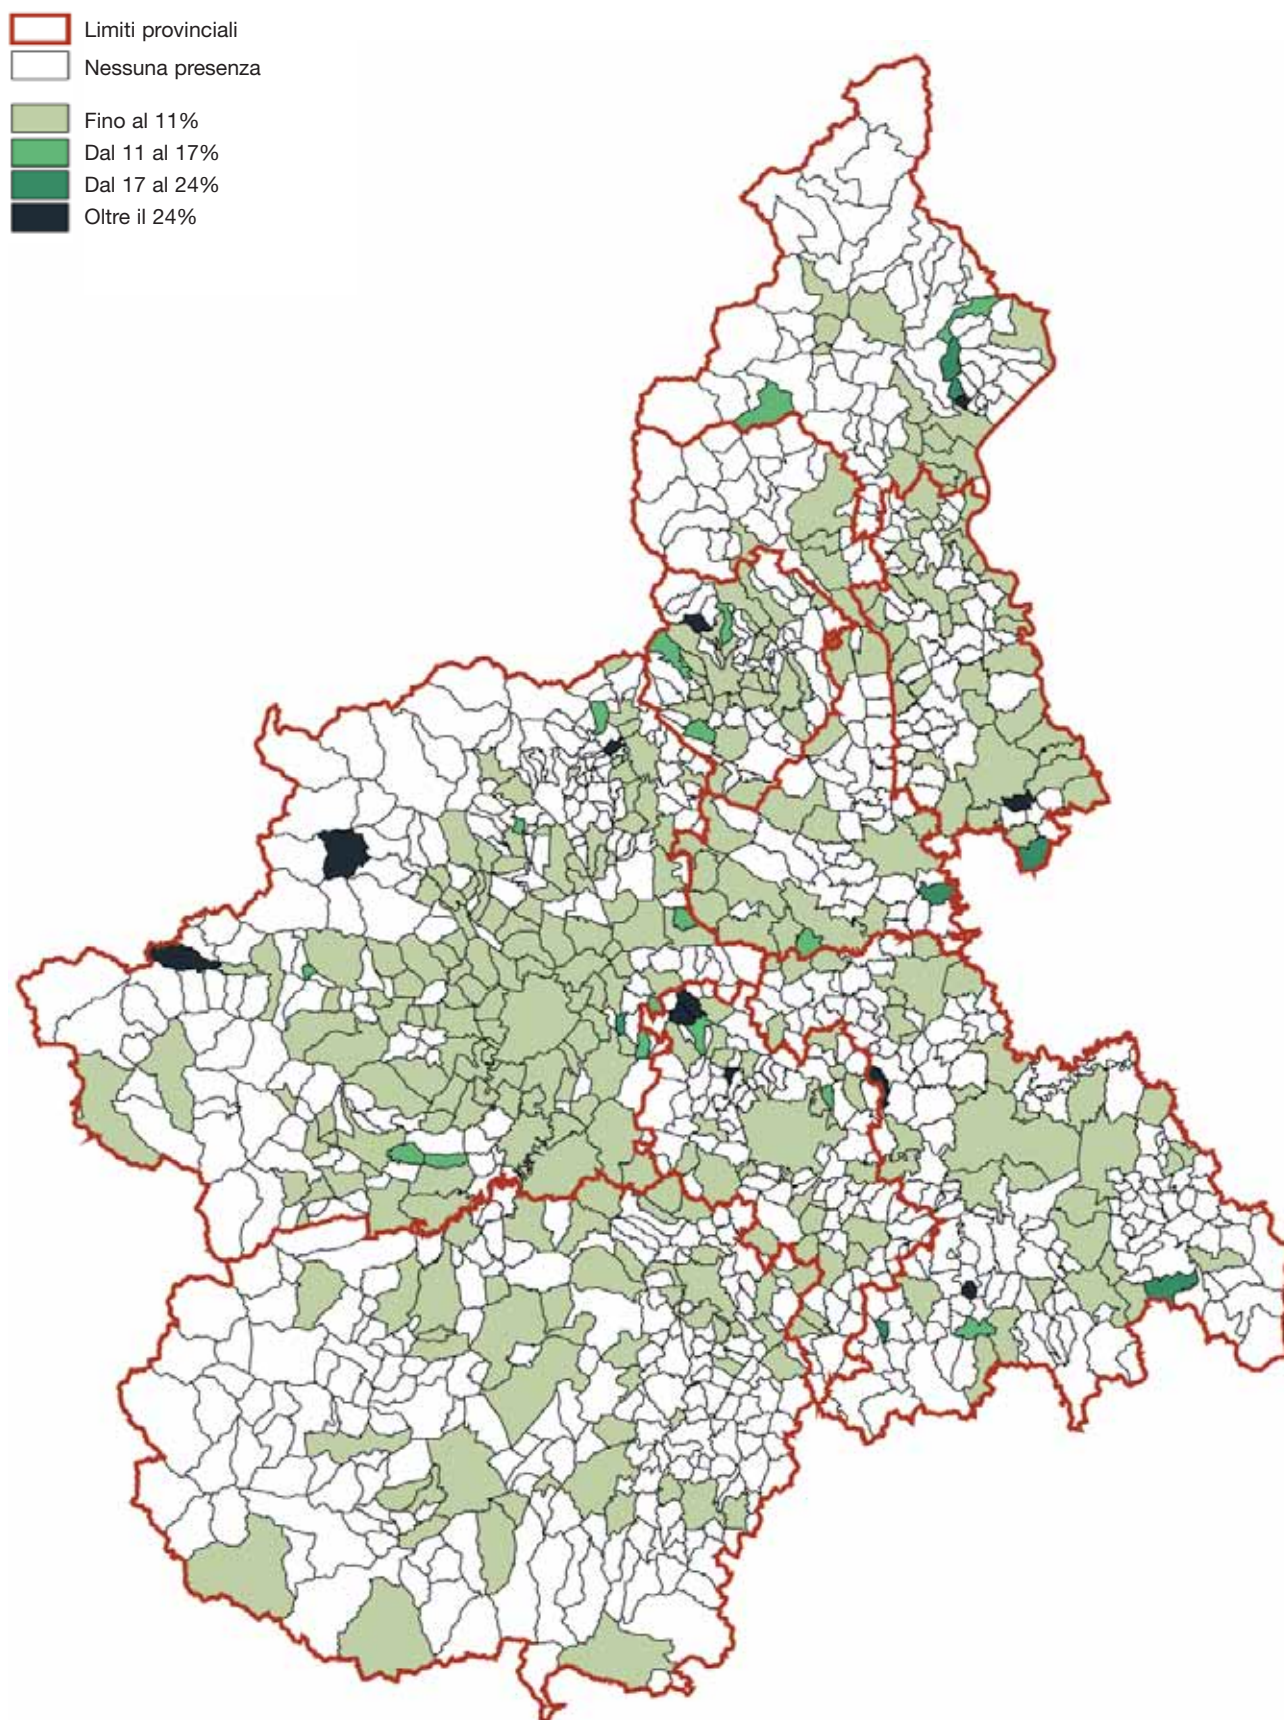 Limiti provinciali
Nessuna presenza
Fino al 11%
Dal 11 al 17%
Dal 17 al 24%
Oltre il 24%